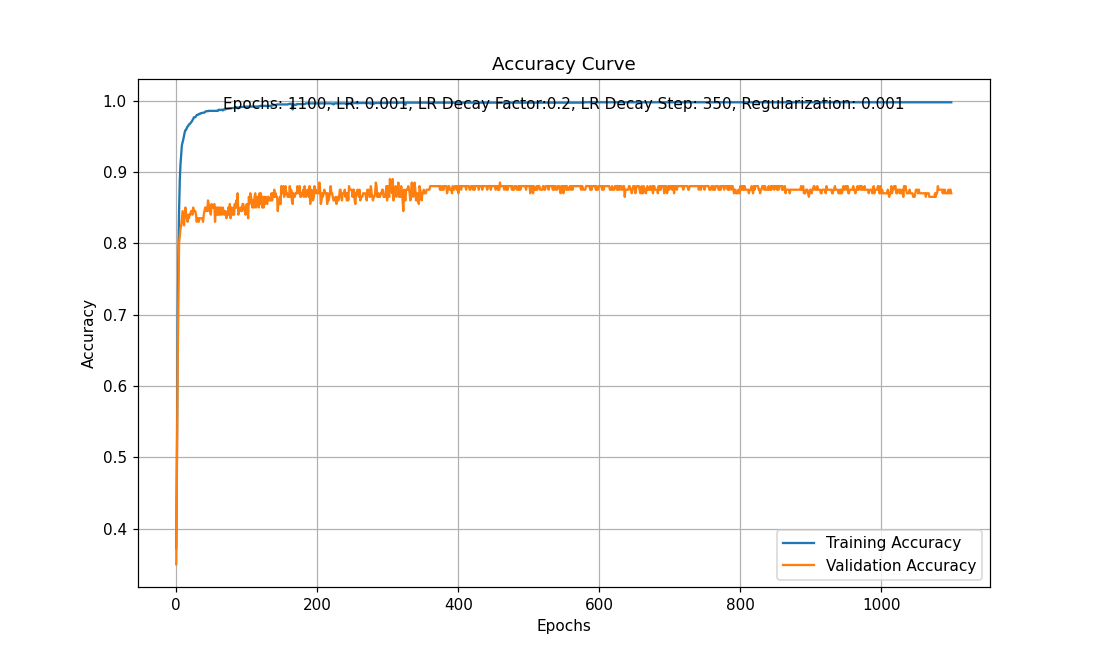 Accuracy Curve
Epochs: 1100, LR: 0.001, LR Decay Factor:0.2, LR Decay Step: 350, Regularization: 0.001
1.0
0.9
0.8
0.7
0.6
0.5
0.4
Accuracy
Training Accuracy
Validation Accuracy
0 200 400 600 800 1000
Epochs